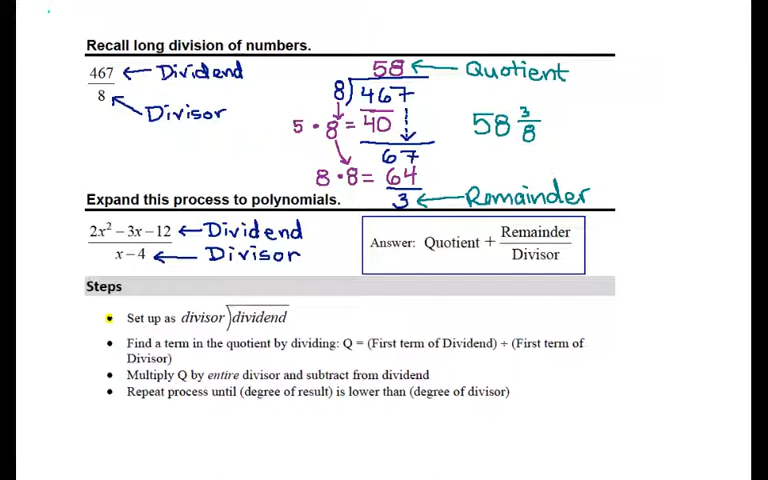 Recall long division of numbers.
467 ← Dividend
8 ← Divisor
58 ← Quotient
8)467
5 • 8 = 40
58 3/8
67
8 • 8 = 64
3 ← Remainder
Expand this process to polynomials.
2x² − 3x − 12 ← Dividend
x − 4 ← Divisor
Answer: Quotient + Remainder
Divisor
Steps
• Set up as divisor)dividend
• Find a term in the quotient by dividing: Q = (First term of Dividend) ÷ (First term of
Divisor)
• Multiply Q by entire divisor and subtract from dividend
• Repeat process until (degree of result) is lower than (degree of divisor)